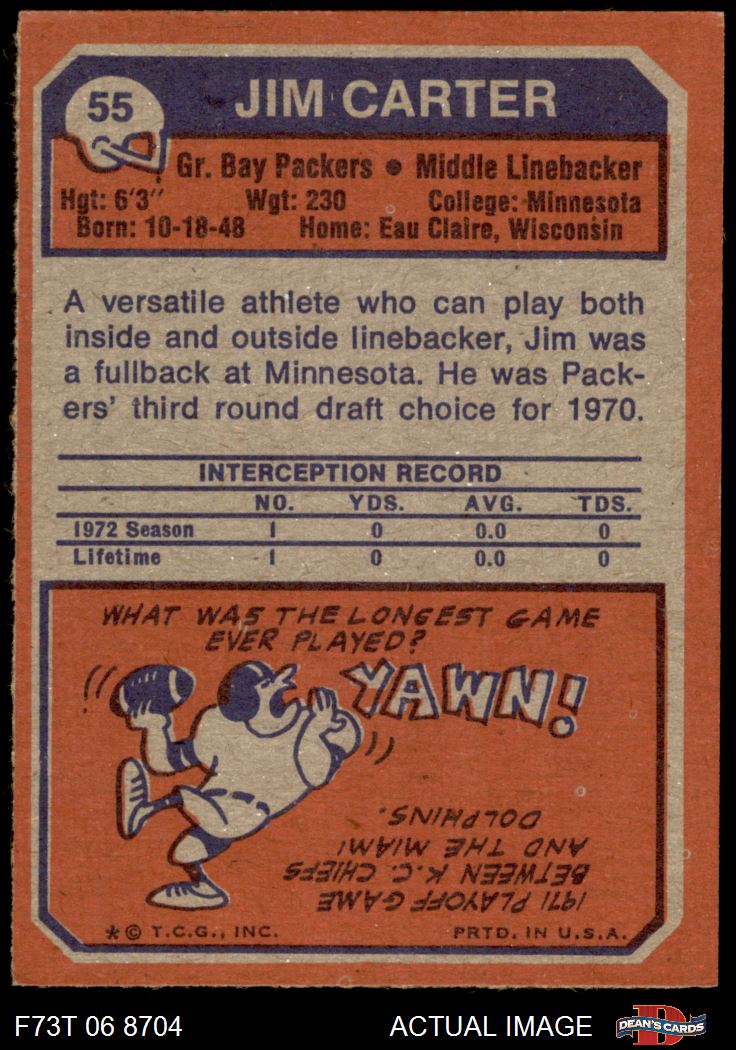 55
JIM CARTER
Gr. Bay Packers ● Middle Linebacker
Hgt: 6'3" Wgt: 230 College: Minnesota
Born: 10-18-48 Home: Eau Claire, Wisconsin
A versatile athlete who can play both
inside and outside linebacker, Jim was
a fullback at Minnesota. He was Pack-
ers' third round draft choice for 1970.
INTERCEPTION RECORD
NO. YDS. AVG. TDS.
1972 Season 1 0 0.0 0
Lifetime 1 0 0.0 0
WHAT WAS THE LONGEST GAME
EVER PLAYED?
YAWN!
1971 PLAYOFF GAME
BETWEEN K.C. CHIEFS
AND THE MIAMI
DOLPHINS.
* © T.C.G., INC. PRTD. IN U.S.A.
F73T 06 8704 ACTUAL IMAGE D DEAN'S CARDS